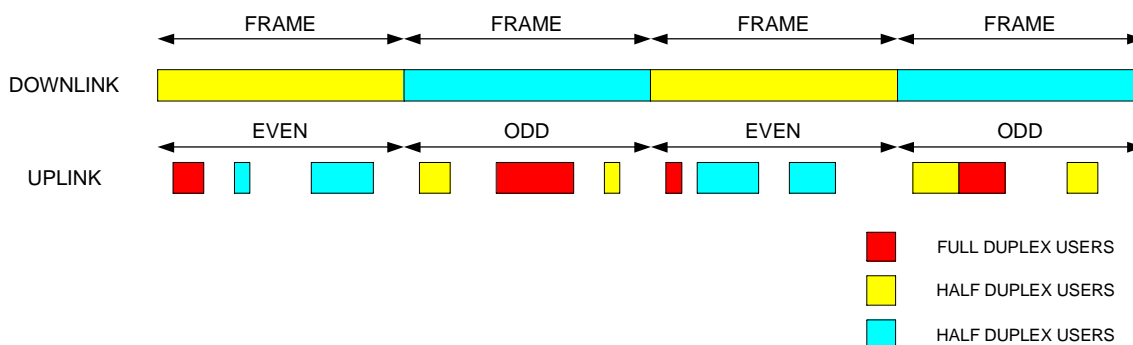 FRAME FRAME FRAME FRAME
DOWNLINK
EVEN ODD EVEN ODD
UPLINK
FULL DUPLEX USERS
HALF DUPLEX USERS
HALF DUPLEX USERS